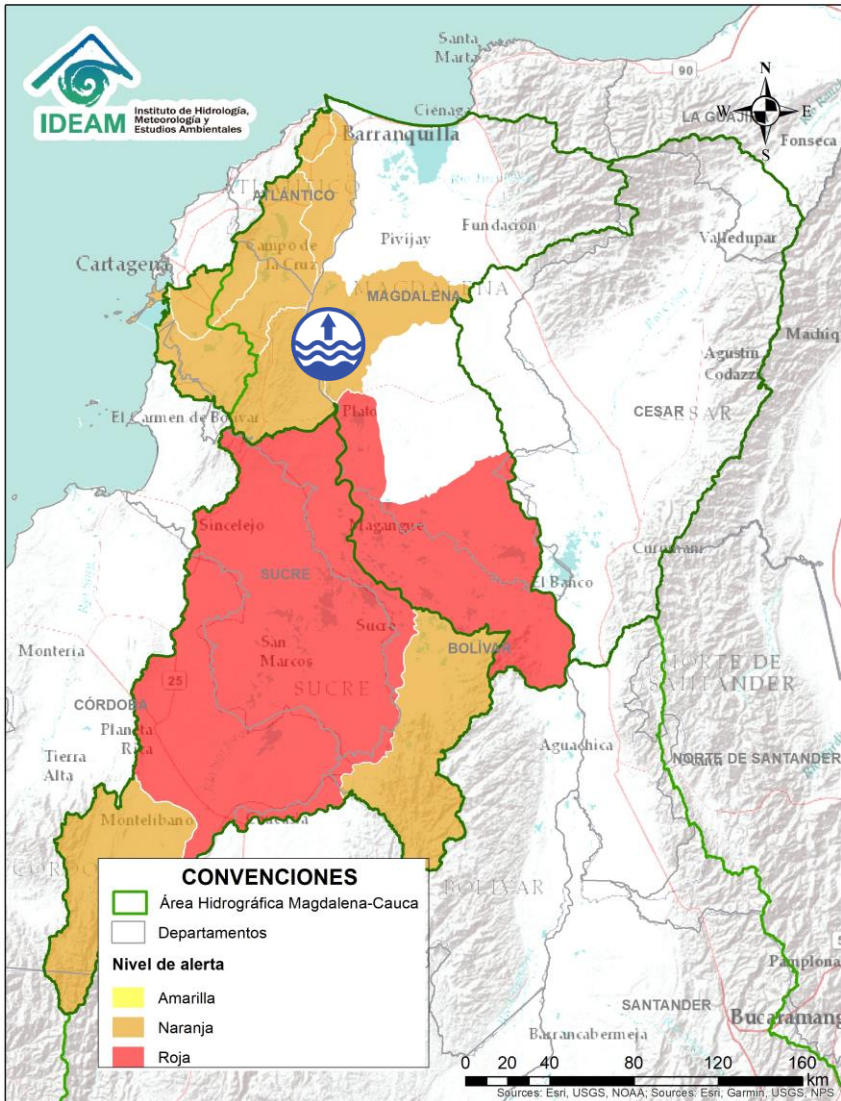 IDEAM
Instituto de Hidrología,
Meteorología y
Estudios Ambientales
Santa
Marta
90
N
W
E
S
LA GUAJIRA
Ciénaga
Barranquilla
Fonseca
ATLÁNTICO
Fundación
Pivijay
Valledupar
Cartagena
Campo de
la Cruz
MAGDALENA
Agustín
Codazzi
El Carmen de Bolívar
Plato
CESAR
CESAR
Sincelejo
Magangue
SUCRE
Curumaní
El Banco
Montería
Sucre
BOLÍVAR
San
Marcos
SUCRE
25
NORTE DE
SANTANDER
CÓRDOBA
Planeta
Rica
Tierra
Alta
Aguachica
NORTE DE SANTANDER
Montelíbano
Caucasia
BOLÍVAR
CONVENCIONES
Área Hidrográfica Magdalena-Cauca
Departamentos
Nivel de alerta
Amarilla
Naranja
Roja
Pamplona
SANTANDER
Bucaramang
Barrancabermeja
0 20 40 80 120 160
km
Sources: Esri, USGS, NOAA; Sources: Esri, Garmin, USGS, NPS